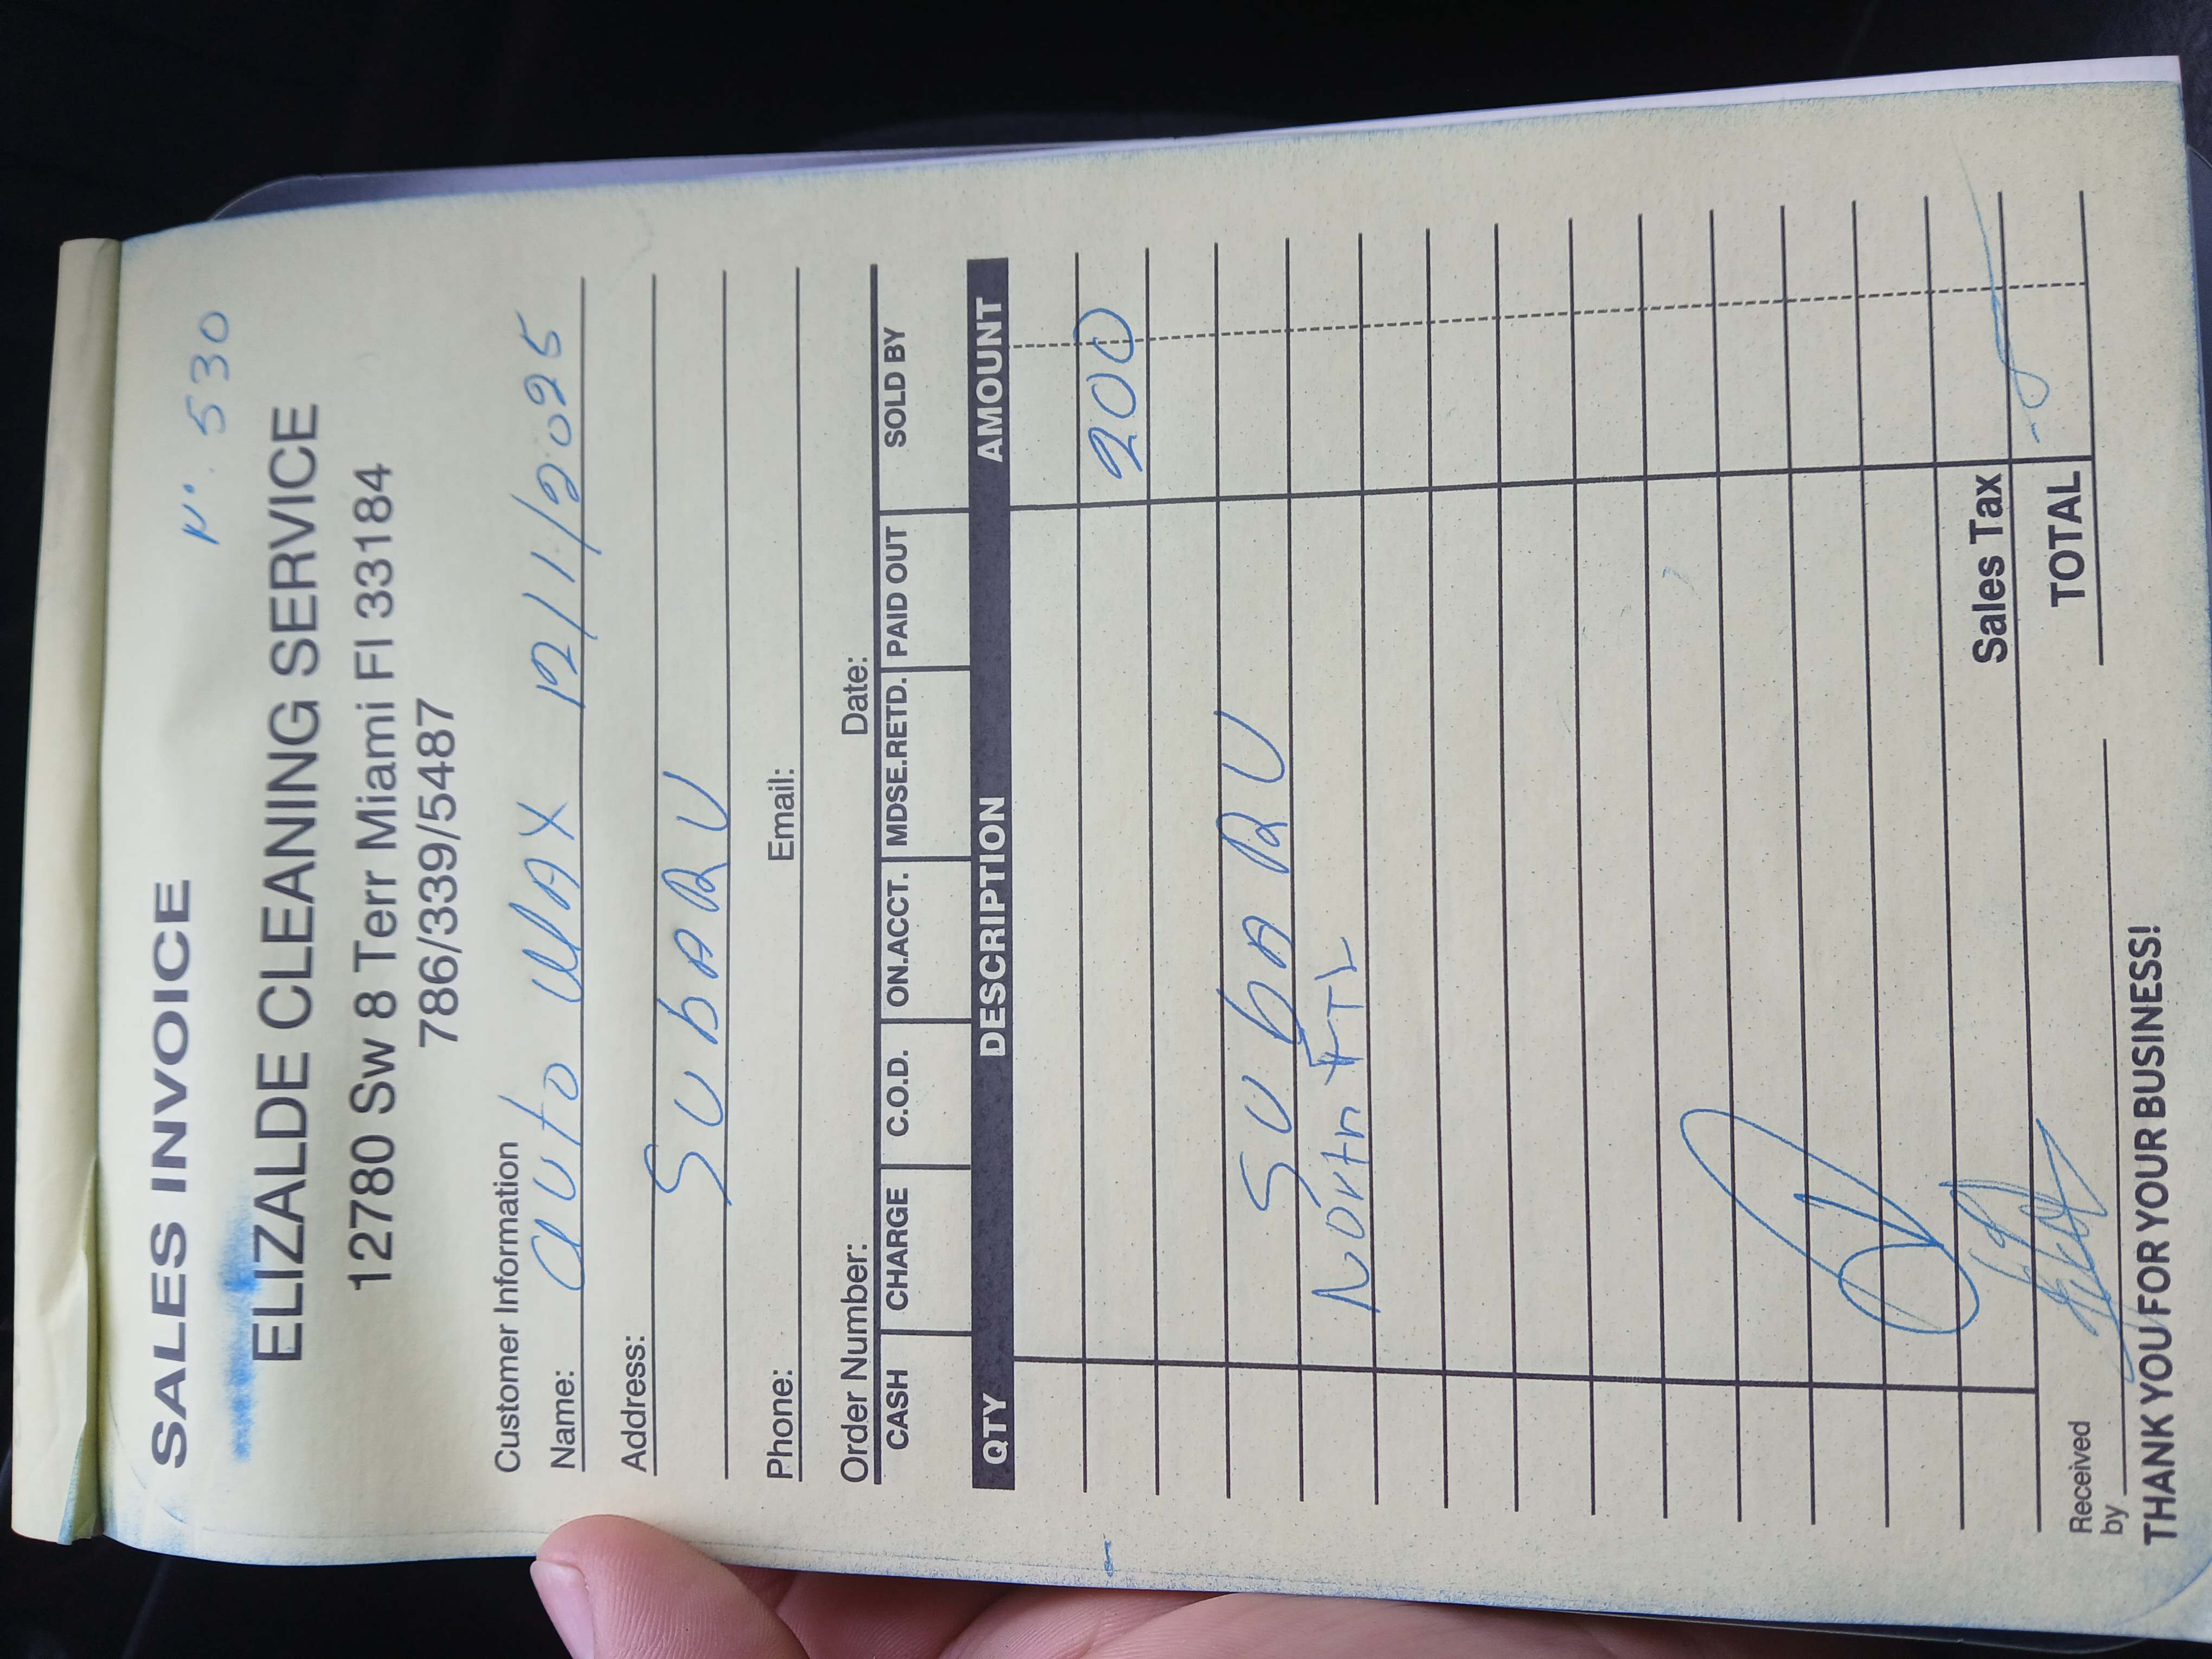 N°. 530
SALES INVOICE
ELIZALDE CLEANING SERVICE
12780 Sw 8 Terr Miami Fl 33184
786/339/5487
Customer Information
Name: auto MAX 12/1/2025
Address: SUbARU
Phone: Email:
Order Number: Date:
CASH CHARGE C.O.D. ON.ACCT. MDSE.RETD. PAID OUT SOLD BY
QTY DESCRIPTION AMOUNT
200
SUbARU
North FTL
Sales Tax
TOTAL
Received
by
THANK YOU FOR YOUR BUSINESS!